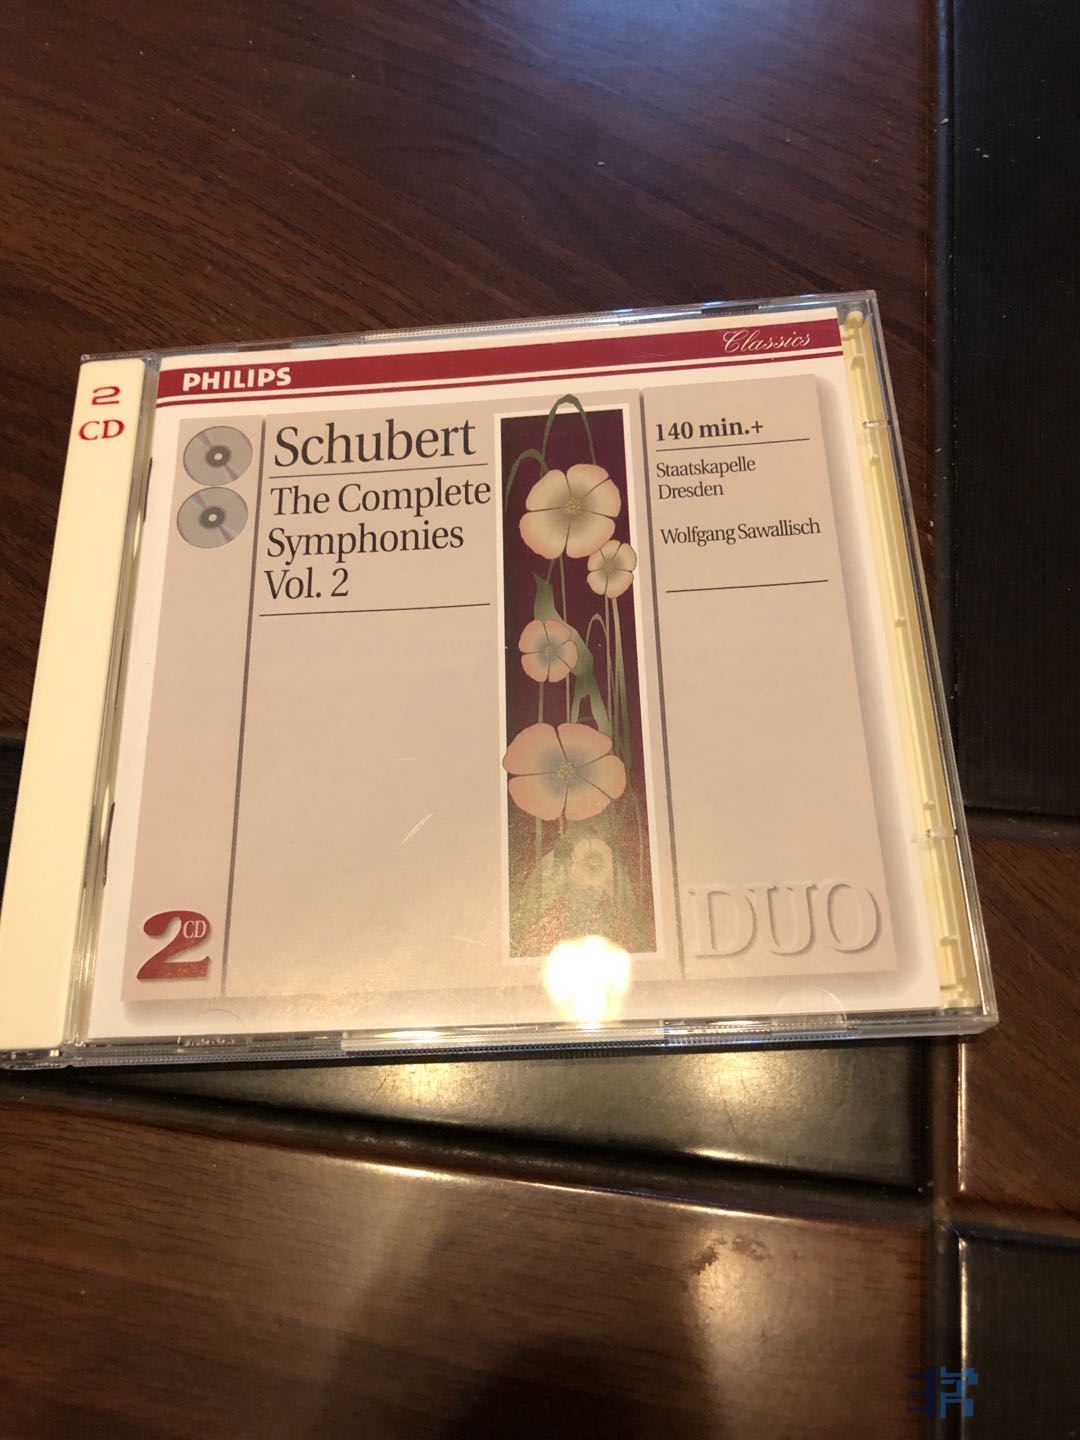 2
CD
PHILIPS
Classics
Schubert
The Complete
Symphonies
Vol. 2
140 min.+
Staatskapelle
Dresden
Wolfgang Sawallisch
2CD
DUO